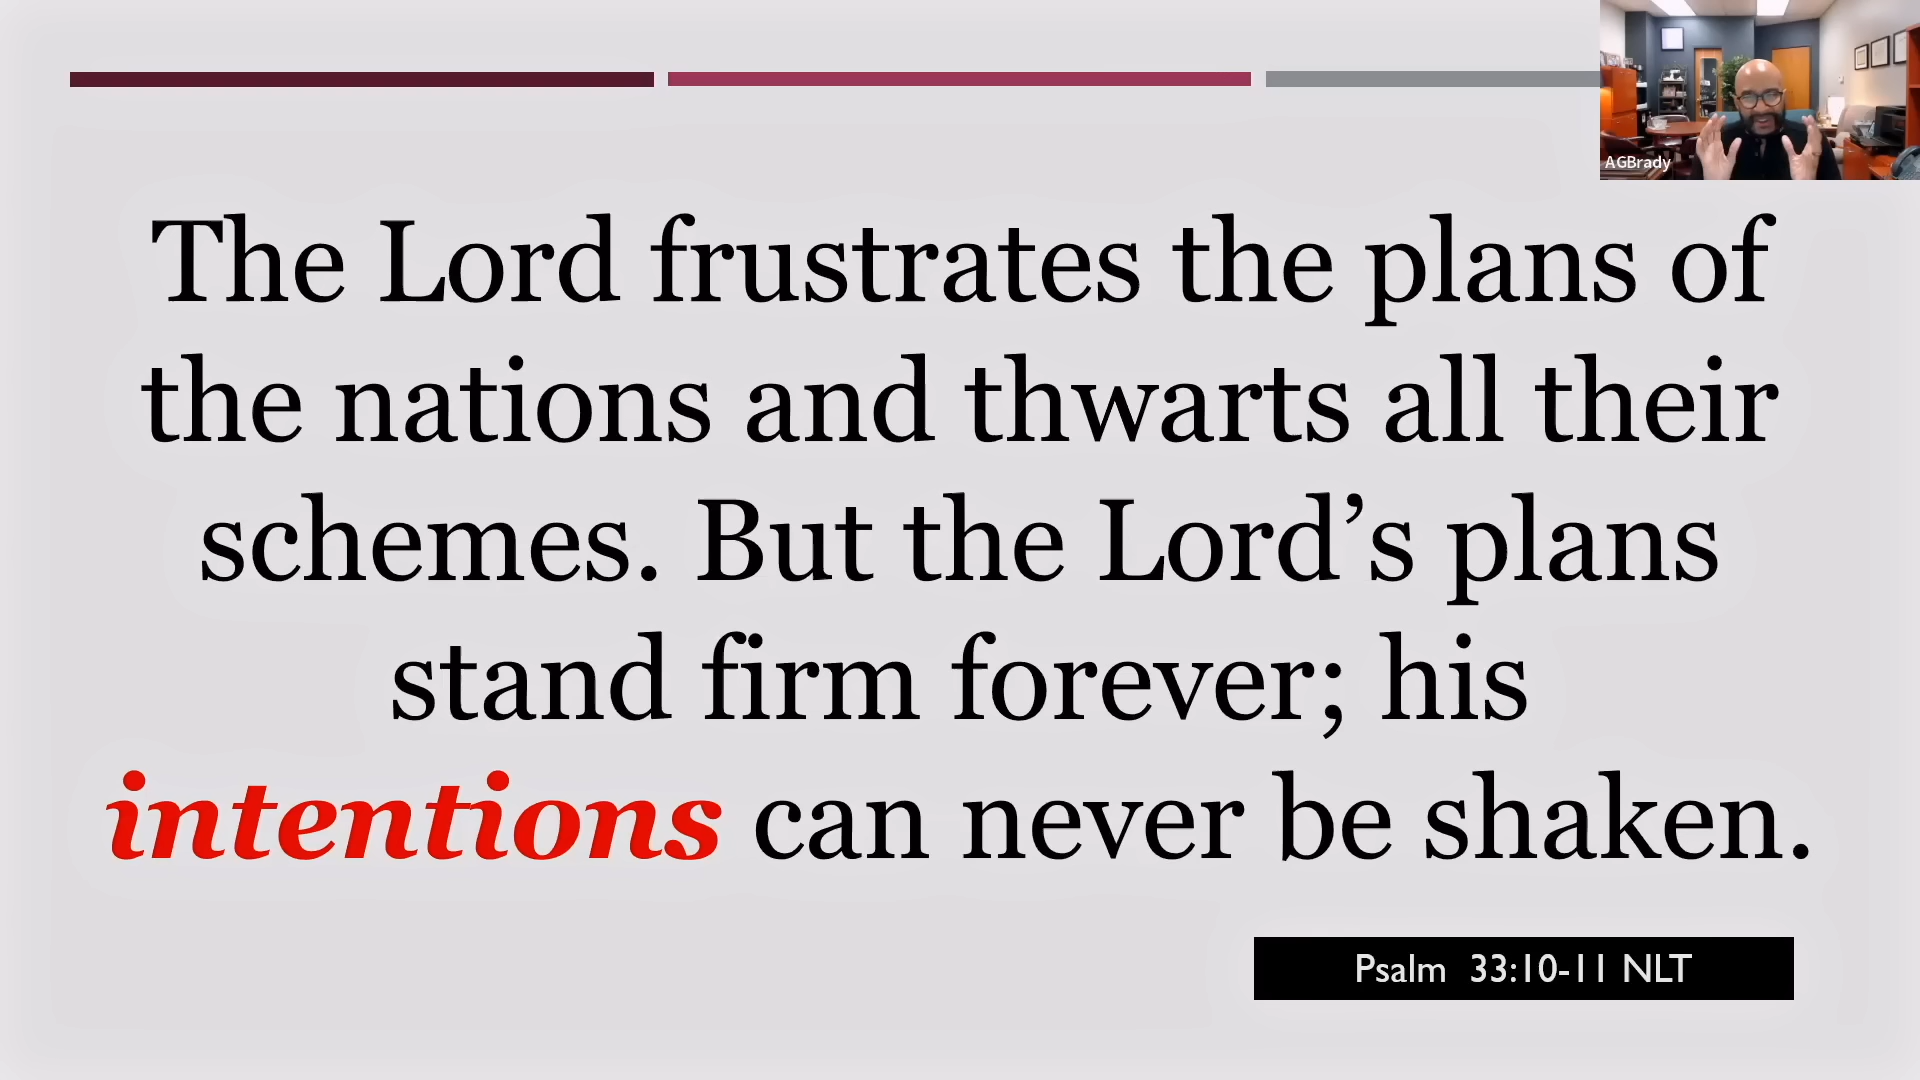 AGBrady
The Lord frustrates the plans of
the nations and thwarts all their
schemes. But the Lord’s plans
stand firm forever; his
intentions can never be shaken.
Psalm 33:10-11 NLT